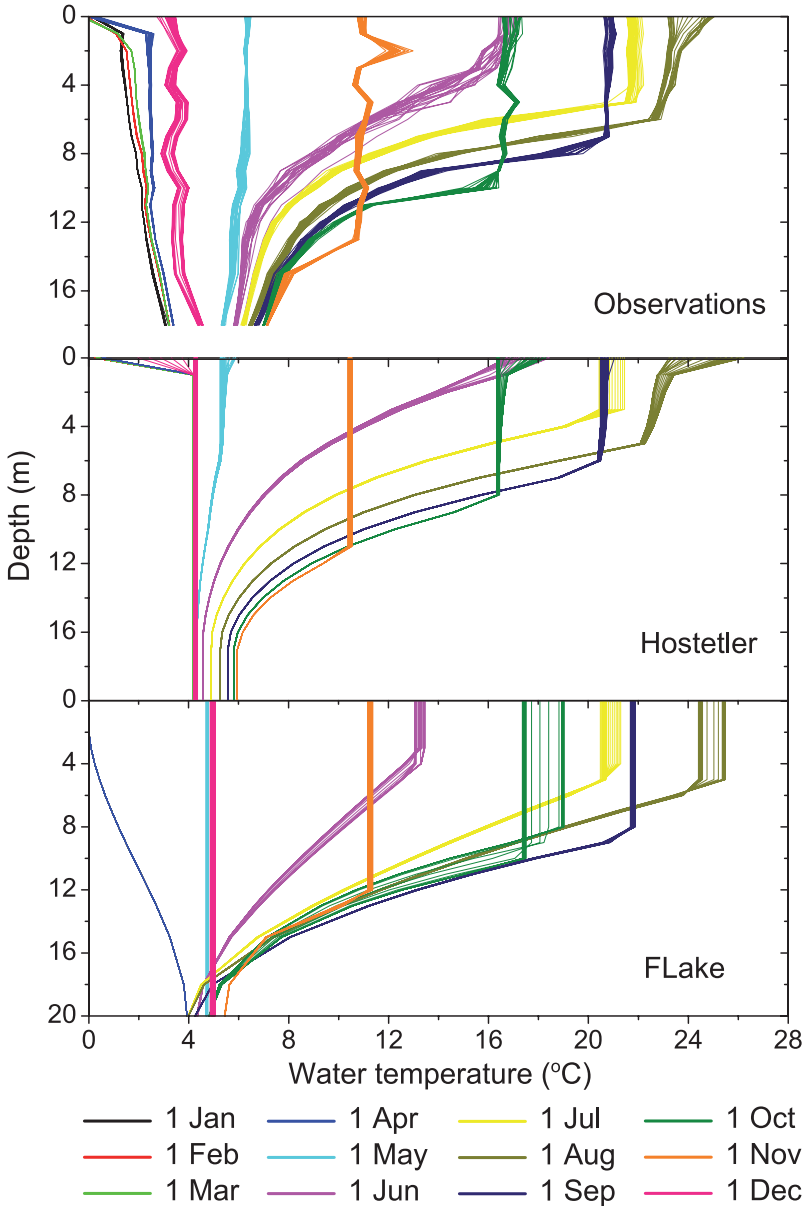 0
4
8
12
16
Observations
0
4
8
12
16
Hostetler
Depth (m)
0
4
8
12
16
20
FLake
0 4 8 12 16 20 24 28
Water temperature (oC)
1 Jan 1 Apr 1 Jul 1 Oct
1 Feb 1 May 1 Aug 1 Nov
1 Mar 1 Jun 1 Sep 1 Dec